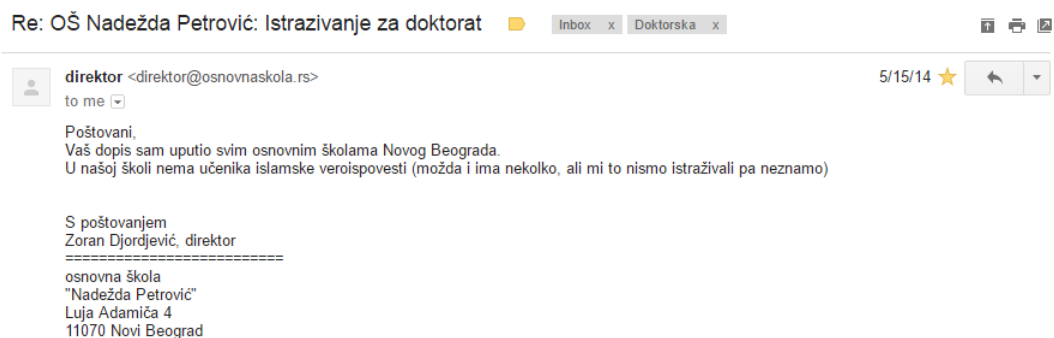 Re: OŠ Nadežda Petrović: Istrazivanje za doktorat Inbox x Doktorska x
direktor <direktor@osnovnaskola.rs> 5/15/14
to me
Poštovani,
Vaš dopis sam uputio svim osnovnim školama Novog Beograda.
U našoj školi nema učenika islamske veroispovesti (možda i ima nekolko, ali mi to nismo istraživali pa neznamo)
S poštovanjem
Zoran Djordjević, direktor
==========================
osnovna škola
"Nadežda Petrović"
Luja Adamiča 4
11070 Novi Beograd